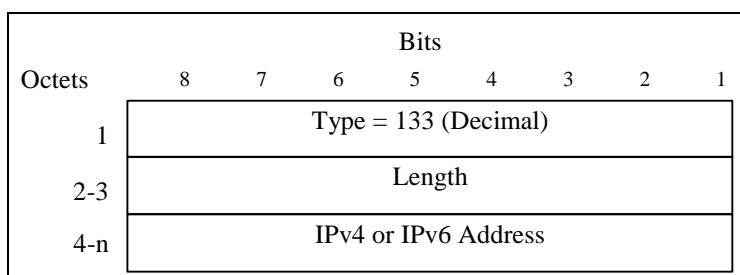 Bits
Octets 8 7 6 5 4 3 2 1
1 Type = 133 (Decimal)
2-3 Length
4-n IPv4 or IPv6 Address